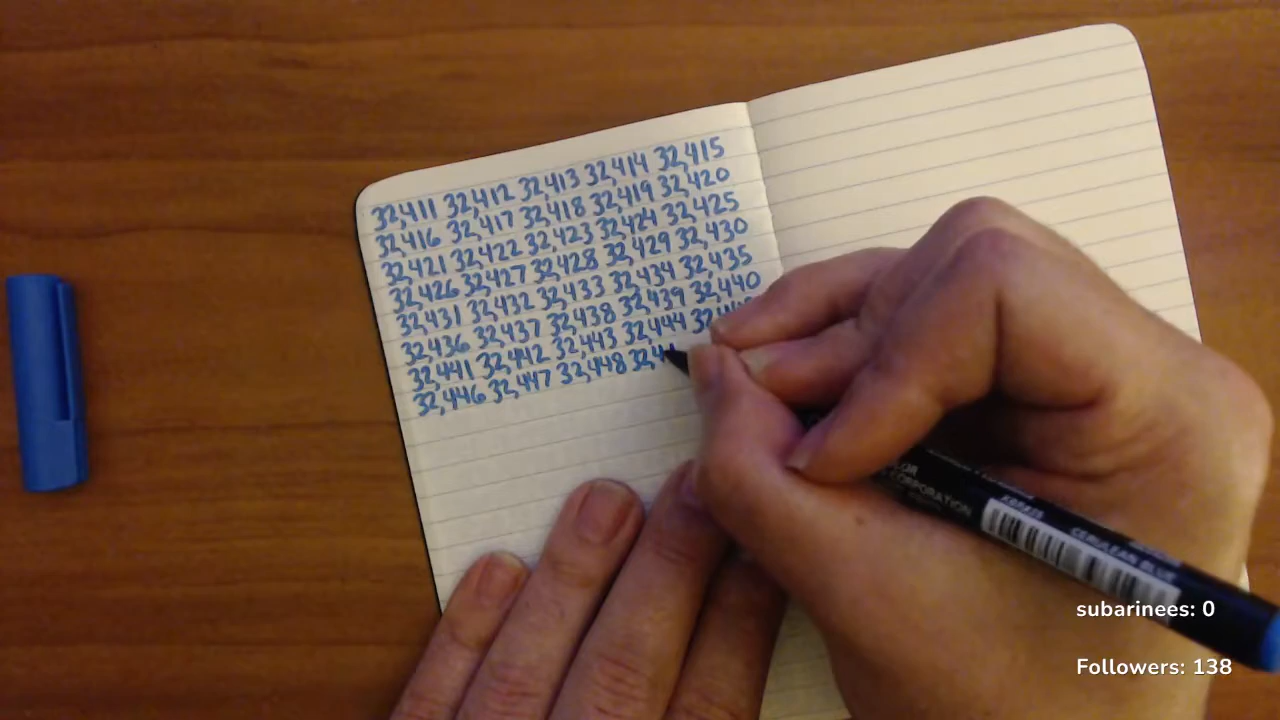 32,411 32,412 32,413 32,414 32,415
32,416 32,417 32,418 32,419 32,420
32,421 32,422 32,423 32,424 32,425
32,426 32,427 32,428 32,429 32,430
32,431 32,432 32,433 32,434 32,435
32,436 32,437 32,438 32,439 32,440
32,441 32,442 32,443 32,444
32,446 32,447 32,448
CORPORATION
CERULEAN BLUE
subarinees: 0
Followers: 138